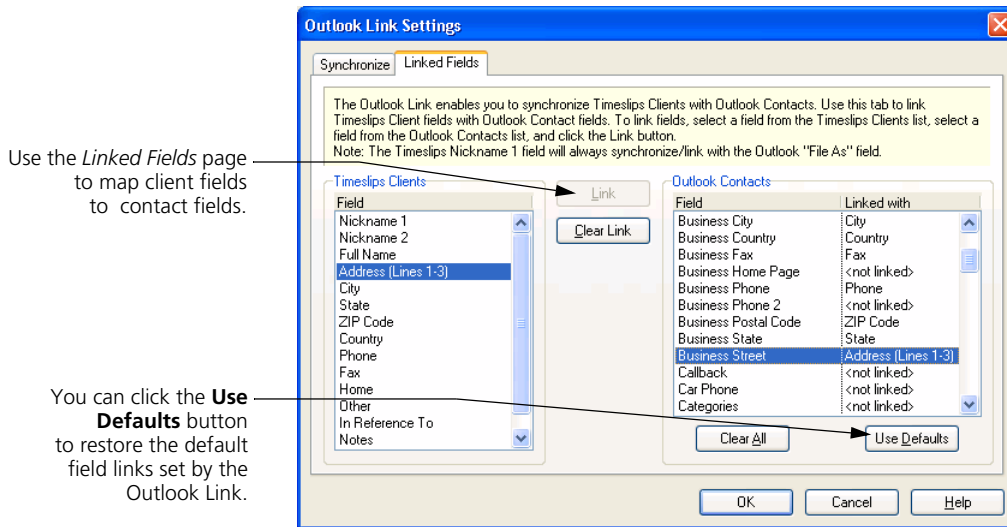 Outlook Link Settings
Synchronize Linked Fields
The Outlook Link enables you to synchronize Timeslips Clients with Outlook Contacts. Use this tab to link
Timeslips Client fields with Outlook Contact fields. To link fields, select a field from the Timeslips Clients list, select a
field from the Outlook Contacts list, and click the Link button.
Note: The Timeslips Nickname 1 field will always synchronize/link with the Outlook "File As" field.
Use the Linked Fields page
to map client fields
to contact fields.
You can click the Use
Defaults button
to restore the default
field links set by the
Outlook Link.
Timeslips Clients
Field
Nickname 1
Nickname 2
Full Name
Address (Lines 1-3)
City
State
ZIP Code
Country
Phone
Fax
Home
Other
In Reference To
Notes
Link
Clear Link
Outlook Contacts
Field Linked with
Business City City
Business Country Country
Business Fax Fax
Business Home Page <not linked>
Business Phone Phone
Business Phone 2 <not linked>
Business Postal Code ZIP Code
Business State State
Business Street Address (Lines 1-3)
Callback <not linked>
Car Phone <not linked>
Categories <not linked>
Clear All Use Defaults
OK Cancel Help